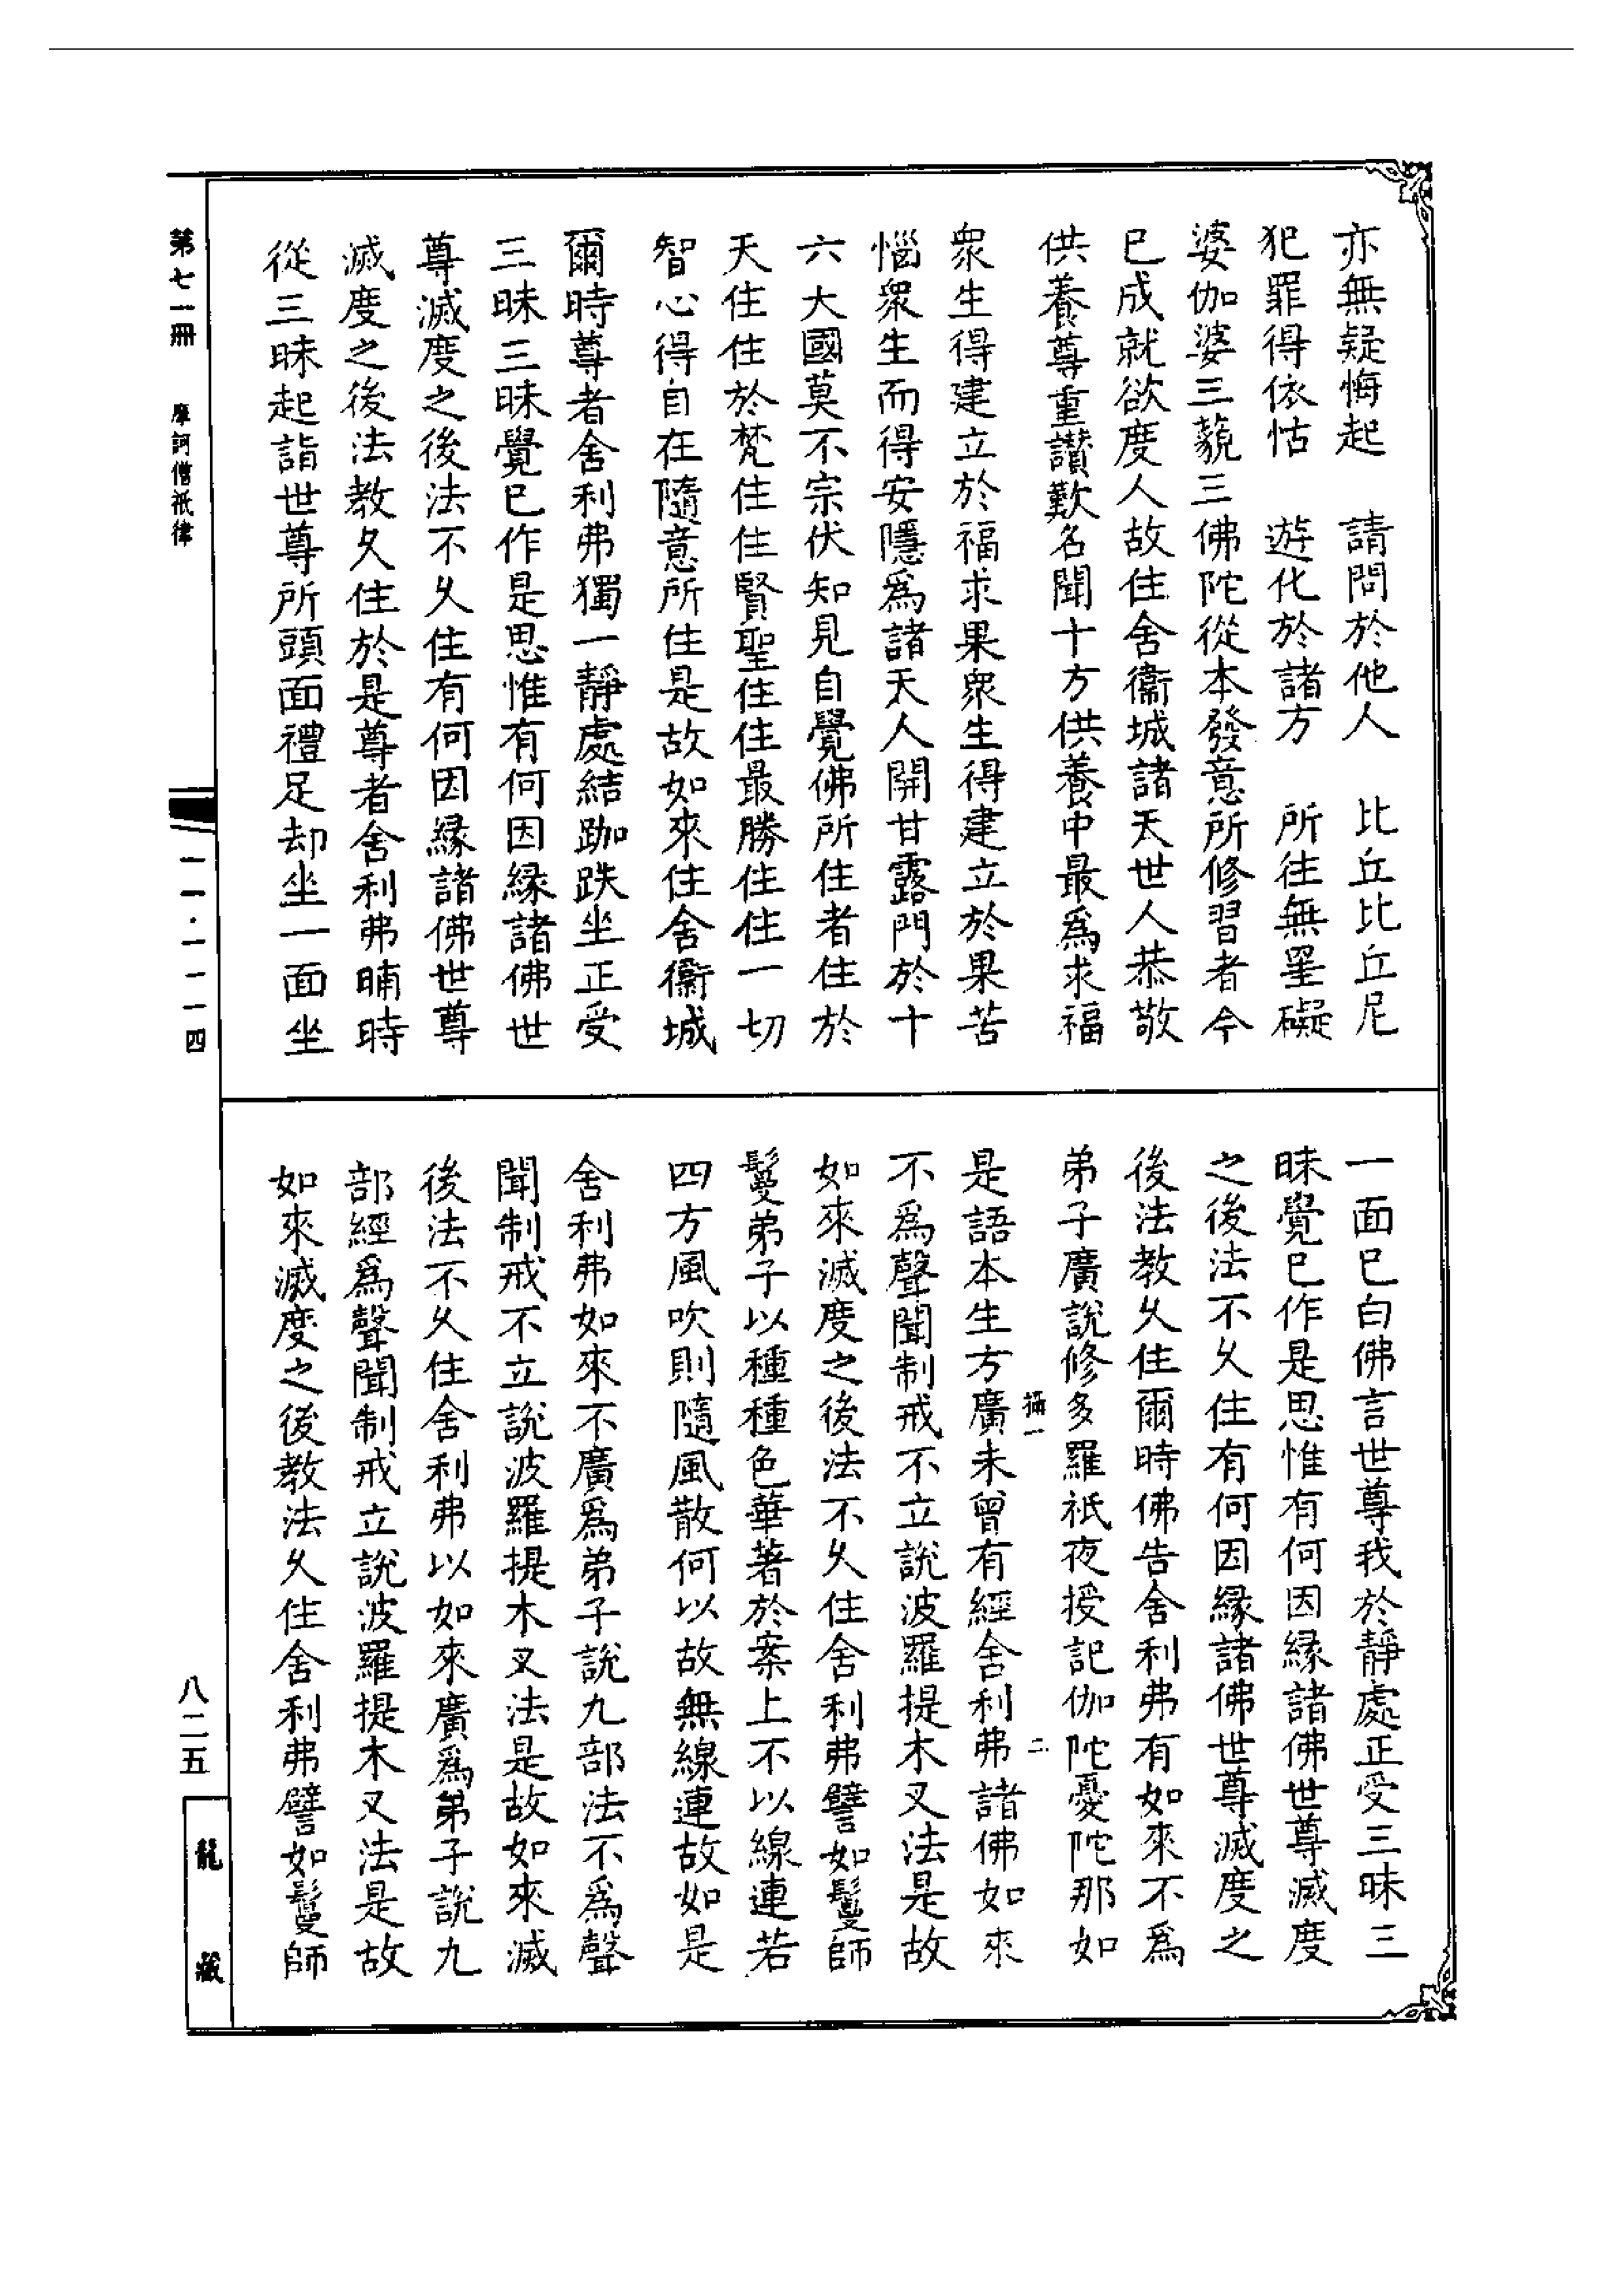 亦無疑悔起　請問於他人　比丘比丘尼
犯罪得依怙　遊化於諸方　所往無罣礙
婆伽婆三藐三佛陀從本發意所修習者今
已成就欲度人故住舍衞城諸天世人恭敬
供養尊重讚歎名聞十方供養中最爲求福
衆生得建立於福求果衆生得建立於果苦
惱衆生而得安隱爲諸天人開甘露門於十
六大國莫不宗伏知見自覺佛所住者住於
天住住於梵住住賢聖住住最勝住住一切
智心得自在隨意所住是故如來住舍衞城
爾時尊者舍利弗獨一靜處結跏趺坐正受
三昧三昧覺已作是思惟有何因緣諸佛世
尊滅度之後法不久住有何因緣諸佛世尊
滅度之後法教久住於是尊者舍利弗晡時
從三昧起詣世尊所頭面禮足却坐一面坐
一面已白佛言世尊我於靜處正受三昧三
昧覺已作是思惟有何因緣諸佛世尊滅度
之後法不久住有何因緣諸佛世尊滅度之
後法教久住爾時佛告舍利弗有如來不爲
弟子廣說修多羅祇夜授記伽陀憂陀那如
攝一　二
是語本生方廣未曾有經舍利弗諸佛如來
不爲聲聞制戒不立說波羅提木叉法是故
如來滅度之後法不久住舍利弗譬如鬘師
鬘弟子以種種色華著於案上不以線連若
四方風吹則隨風散何以故無線連故如是
舍利弗如來不廣爲弟子說九部法不爲聲
聞制戒不立說波羅提木叉法是故如來滅
後法不久住舍利弗以如來廣爲弟子說九
部經爲聲聞制戒立說波羅提木叉法是故
如來滅度之後教法久住舍利弗譬如鬘師
第七一冊　摩訶僧祇律
一一·一一一四
八二五
龍藏